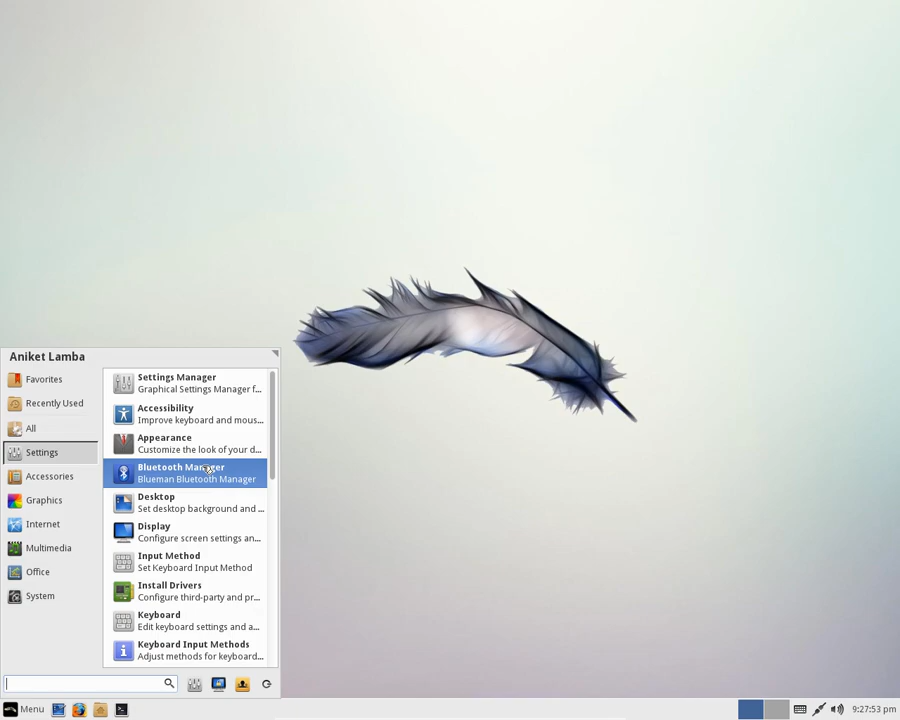 Aniket Lamba
Favorites
Recently Used
All
Settings
Accessories
Graphics
Internet
Multimedia
Office
System
Settings Manager
Graphical Settings Manager f...
Accessibility
Improve keyboard and mous...
Appearance
Customize the look of your d...
Bluetooth Manager
Blueman Bluetooth Manager
Desktop
Set desktop background and ...
Display
Configure screen settings an...
Input Method
Set Keyboard Input Method
Install Drivers
Configure third-party and pr...
Keyboard
Edit keyboard settings and a...
Keyboard Input Methods
Adjust methods for keyboard...
Menu
9:27:53 pm